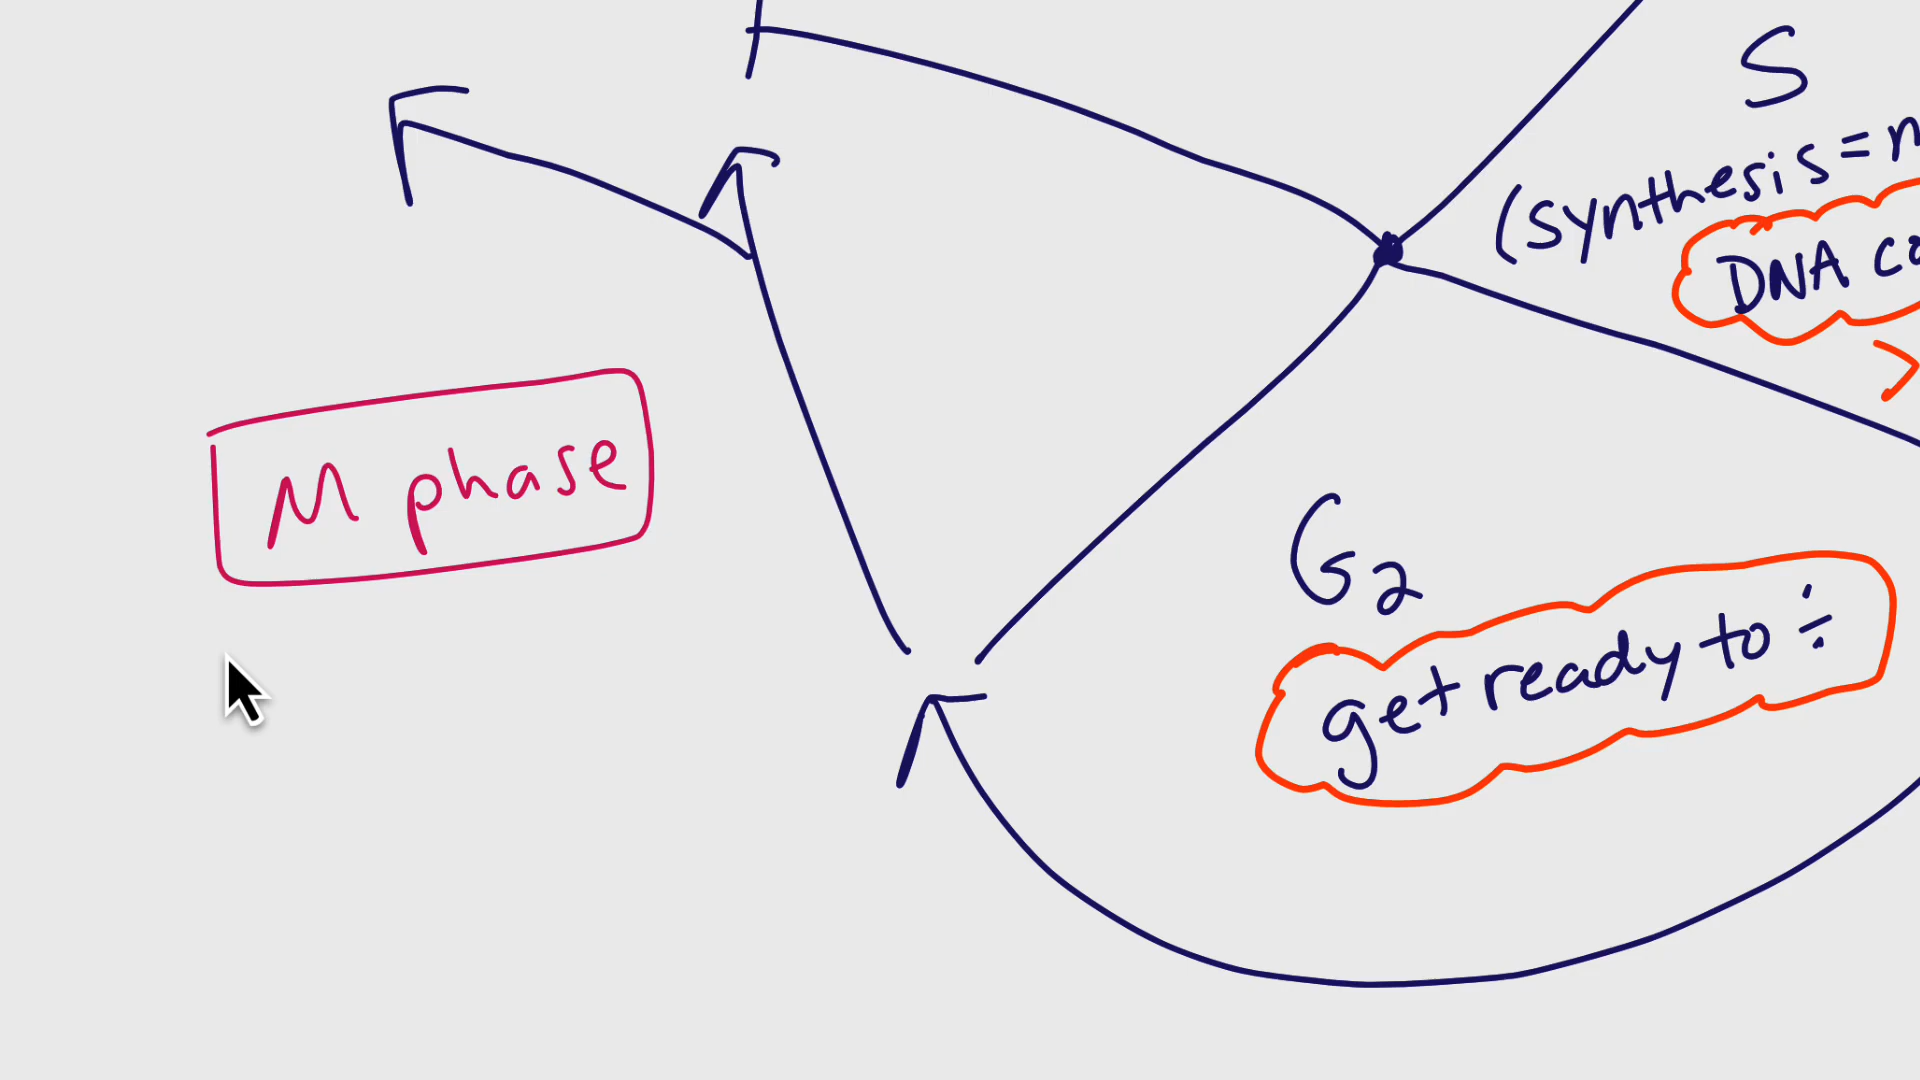 S
(synthesis =
DNA
M phase
G2
get ready to ÷